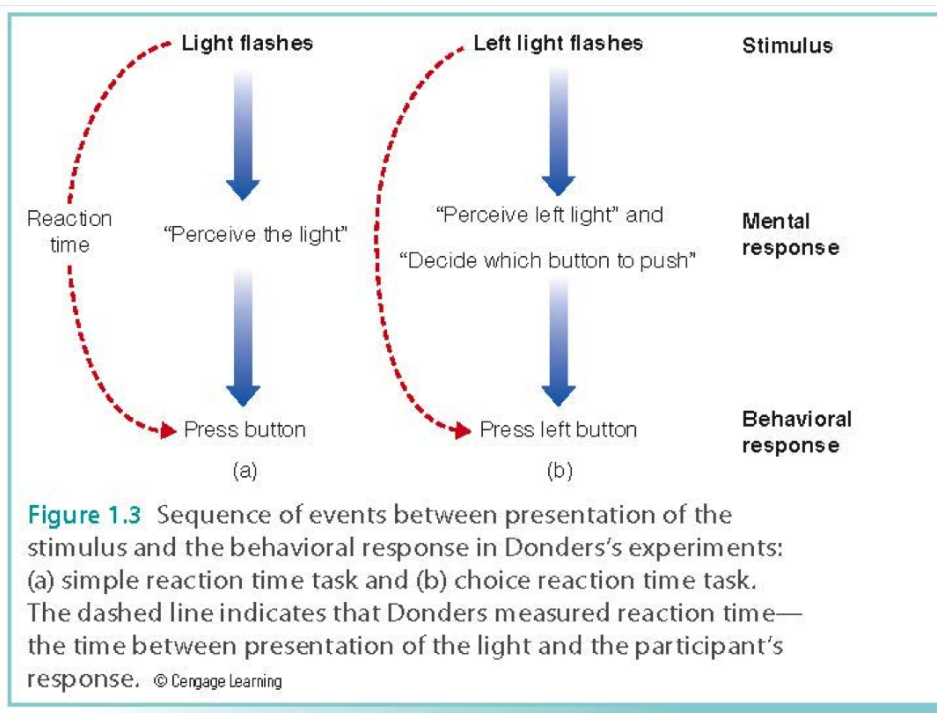 Light flashes
Left light flashes
Stimulus
Reaction
time
“Perceive the light”
“Perceive left light” and
“Decide which button to push”
Mental
response
Press button
Press left button
Behavioral
response
(a)
(b)
Figure 1.3 Sequence of events between presentation of the
stimulus and the behavioral response in Donders’s experiments:
(a) simple reaction time task and (b) choice reaction time task.
The dashed line indicates that Donders measured reaction time—
the time between presentation of the light and the participant’s
response. © Cengage Learning